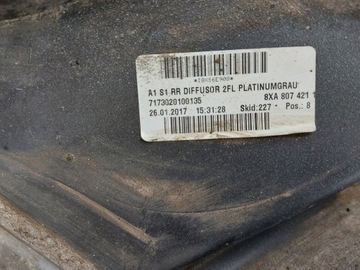 A1 S1 RR DIFFUSOR 2FL PLATINUMGRAU
7173020100135
8XA 807 421
26.01.2017 15:31:28 Skid:227 Pos.: 8